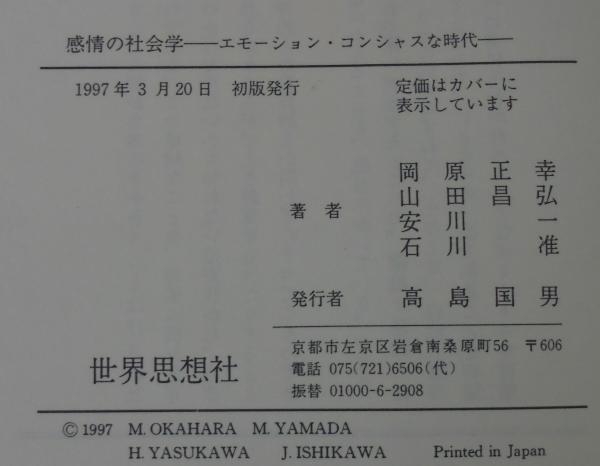 感情の社会学——エモーション・コンシャスな時代——
1997年3月20日 初版発行
定価はカバーに
表示しています
著者
岡原正幸
山田昌弘
安川一
石川准
発行者 高島国男
世界思想社
京都市左京区岩倉南桑原町56 〒606
電話 075(721)6506(代)
振替 01000-6-2908
©1997 M. OKAHARA M. YAMADA
H. YASUKAWA J. ISHIKAWA Printed in Japan